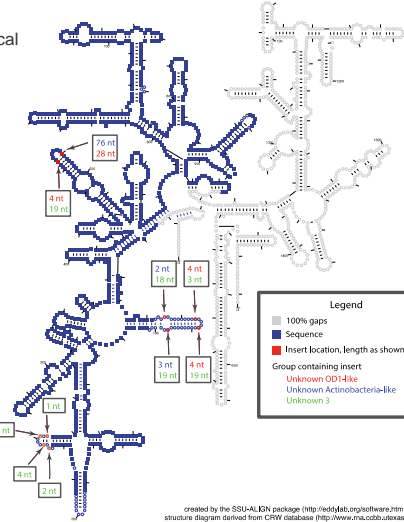 cal
76 nt
28 nt
4 nt
19 nt
2 nt
18 nt
4 nt
3 nt
3 nt
19 nt
4 nt
19 nt
1 nt
nt
4 nt
2 nt
Legend
100% gaps
Sequence
Insert location, length as shown
Group containing insert
Unknown OD1-like
Unknown Actinobacteria-like
Unknown 3
created by the SSU-ALIGN package (http://eddylab.org/software.htm
structure diagram derived from CRW database (http://www.rna.ccbb.utexas